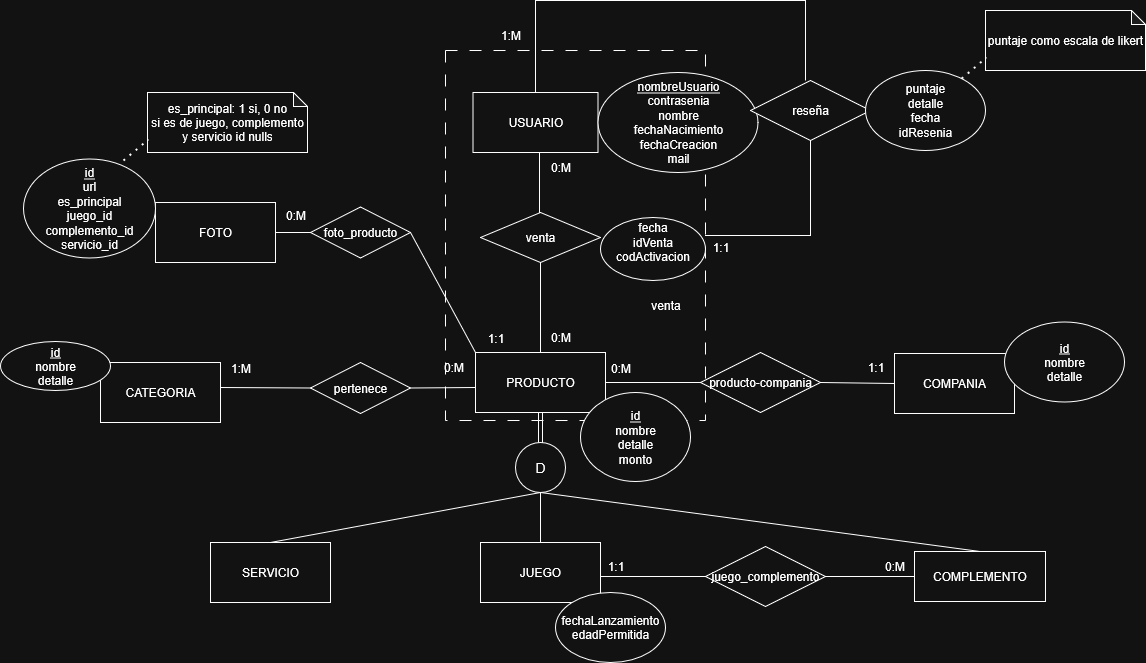 1:M
puntaje como escala de likert
nombreUsuario
contrasenia
nombre
fechaNacimiento
fechaCreacion
mail
USUARIO
reseña
puntaje
detalle
fecha
idResenia
es_principal: 1 si, 0 no
si es de juego, complemento
y servicio id nulls
id
url
es_principal
juego_id
complemento_id
servicio_id
FOTO
0:M
foto_producto
0:M
venta
fecha
idVenta
codActivacion
1:1
venta
1:1
0:M
id
nombre
detalle
CATEGORIA
1:M
pertenece
0:M
PRODUCTO
0:M
producto-compania
1:1
COMPANIA
id
nombre
detalle
id
nombre
detalle
monto
D
SERVICIO
JUEGO
1:1
juego_complemento
0:M
COMPLEMENTO
fechaLanzamiento
edadPermitida